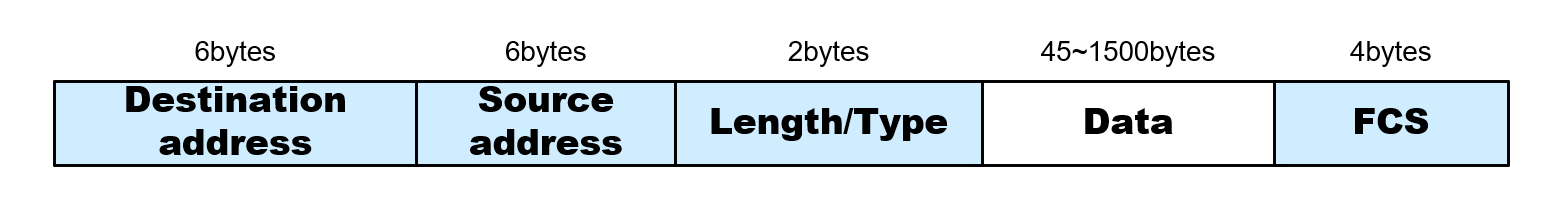 6bytes 6bytes 2bytes 45~1500bytes 4bytes
Destination address
Source address
Length/Type
Data
FCS